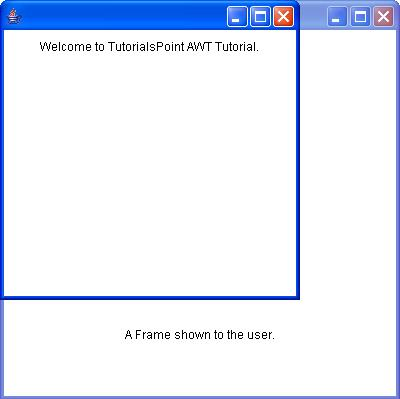 Welcome to TutorialsPoint AWT Tutorial.
A Frame shown to the user.